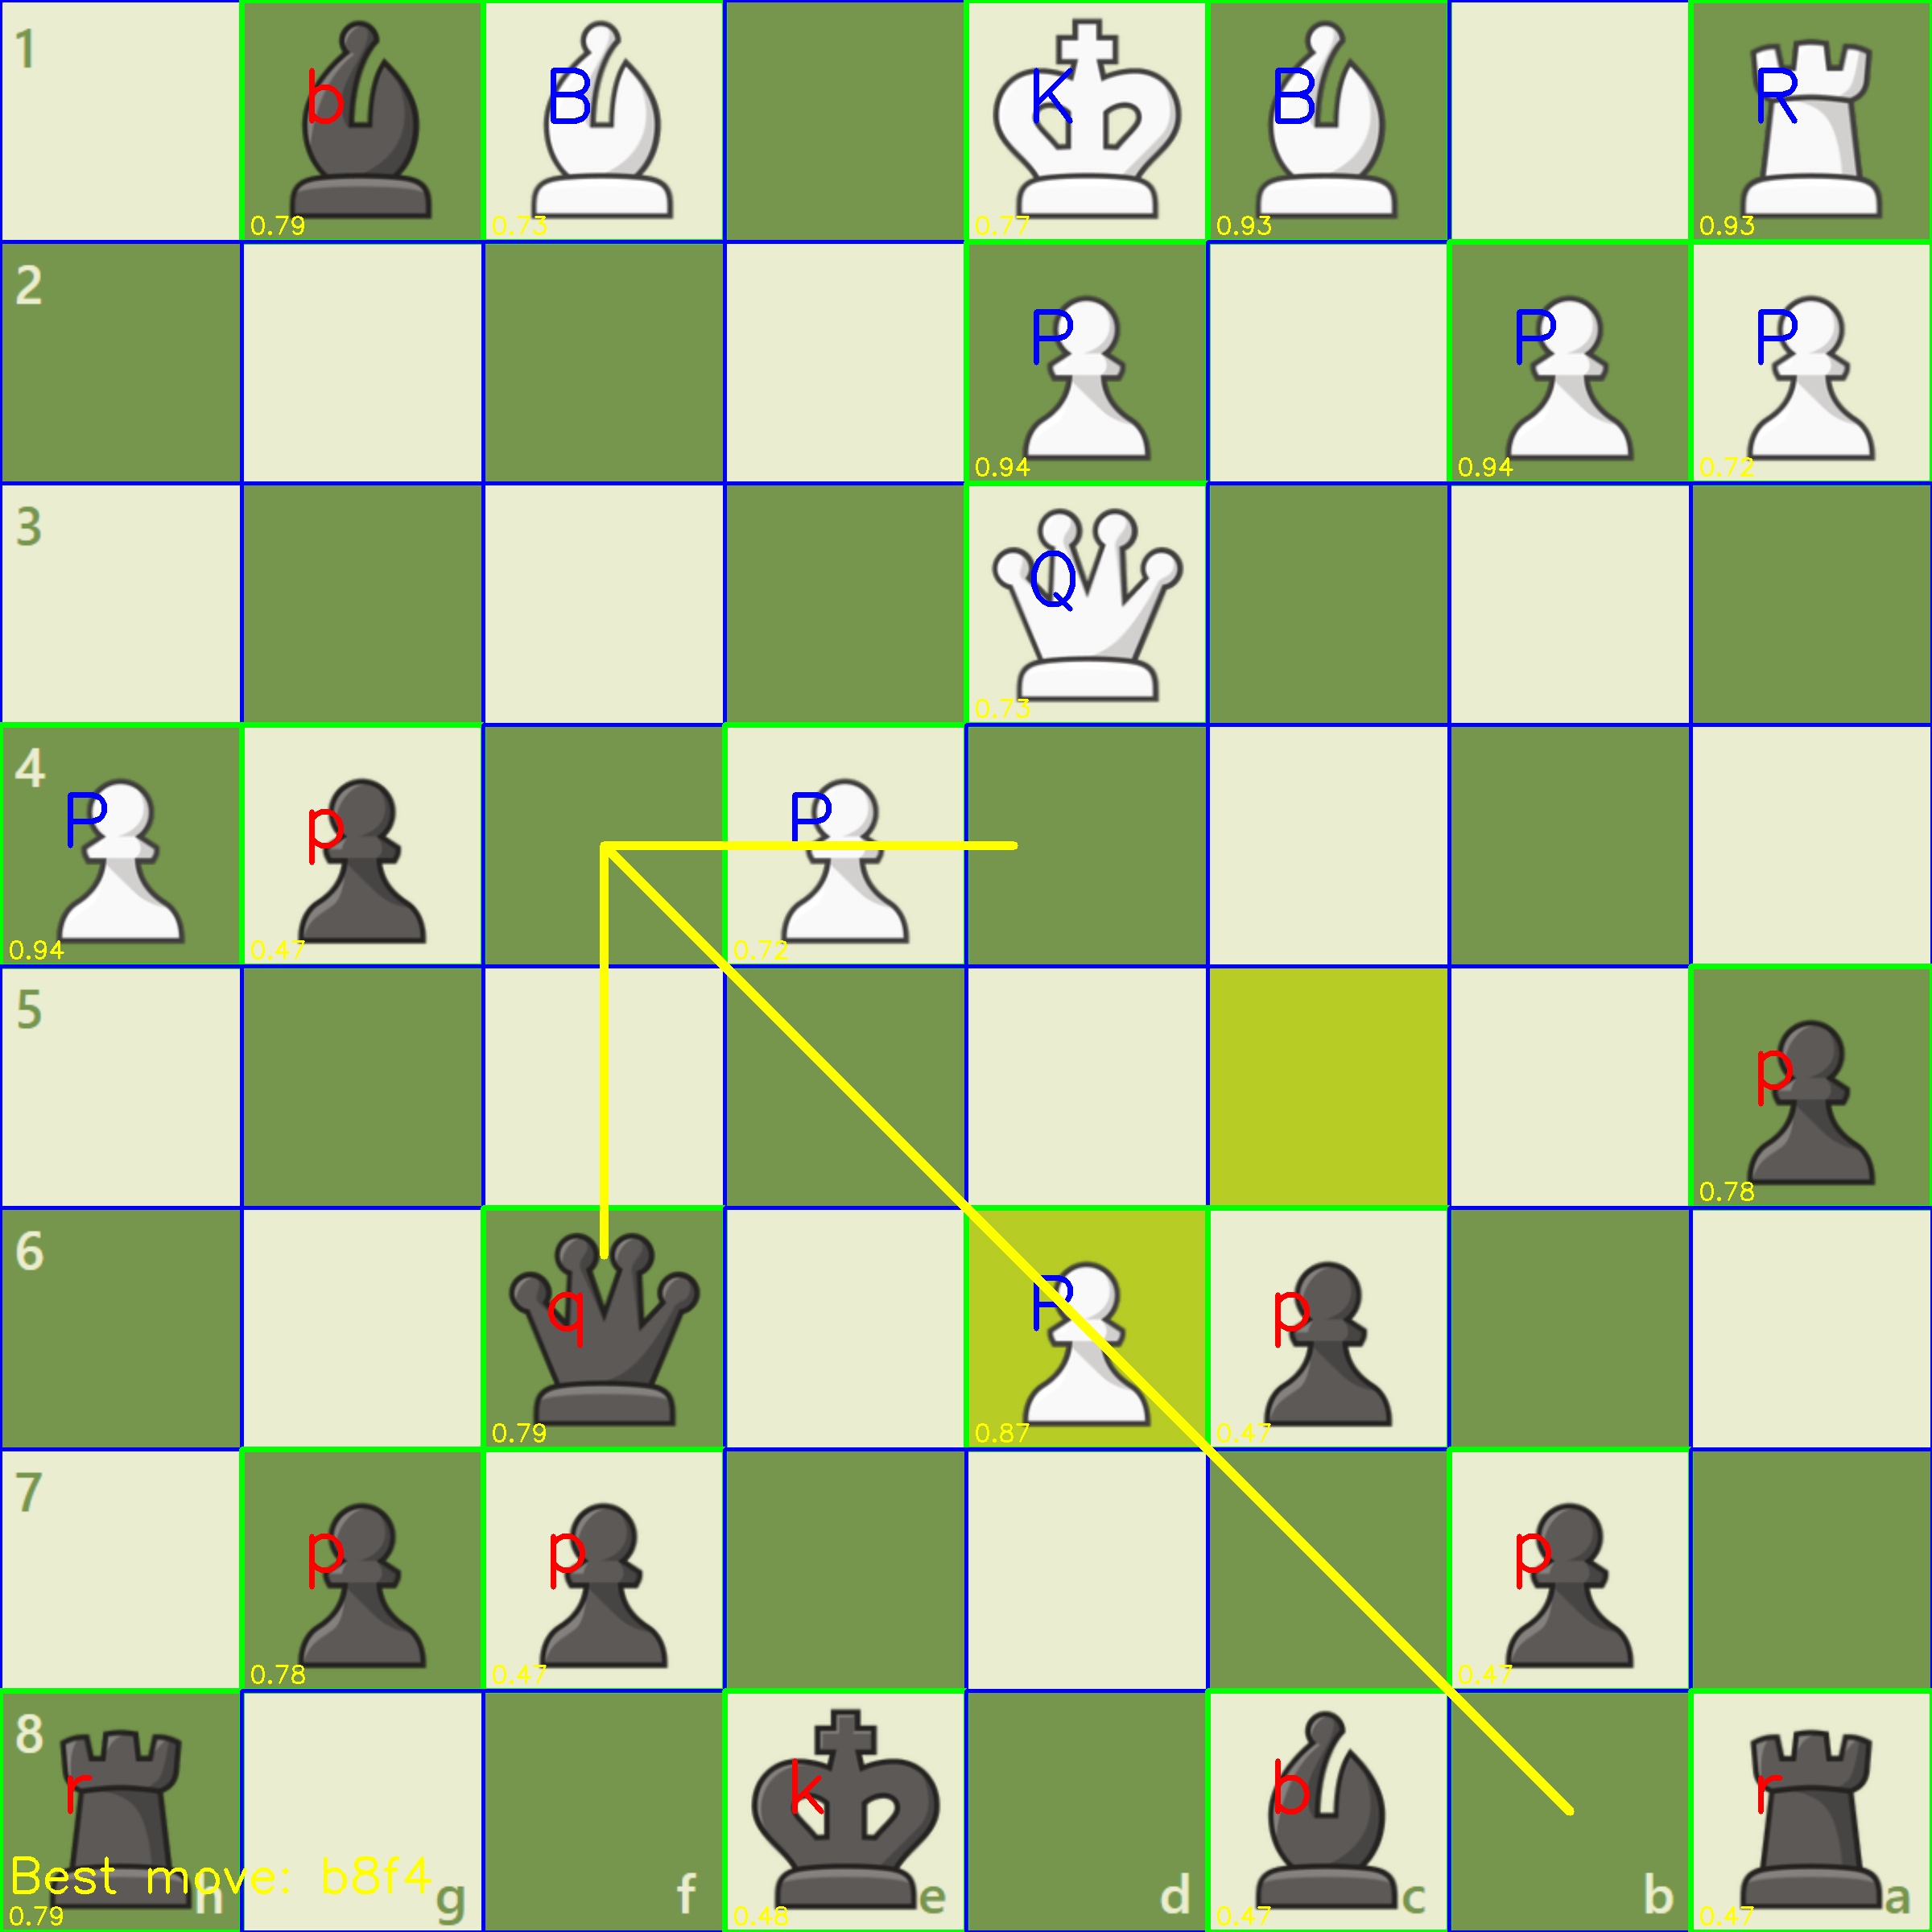 1 b B K B R
0.79 0.73 0.77 0.93 0.93
2 P P P
0.94 0.94 0.72
3 Q
0.73
4 P p P
0.94 0.47 0.72
5 p
0.78
6 q P p
0.79 0.87 0.47
7 p p p
0.78 0.47 0.47
8 r k b r
Best move: b8f4
h g f e d c b a
0.79 0.48 0.47 0.47